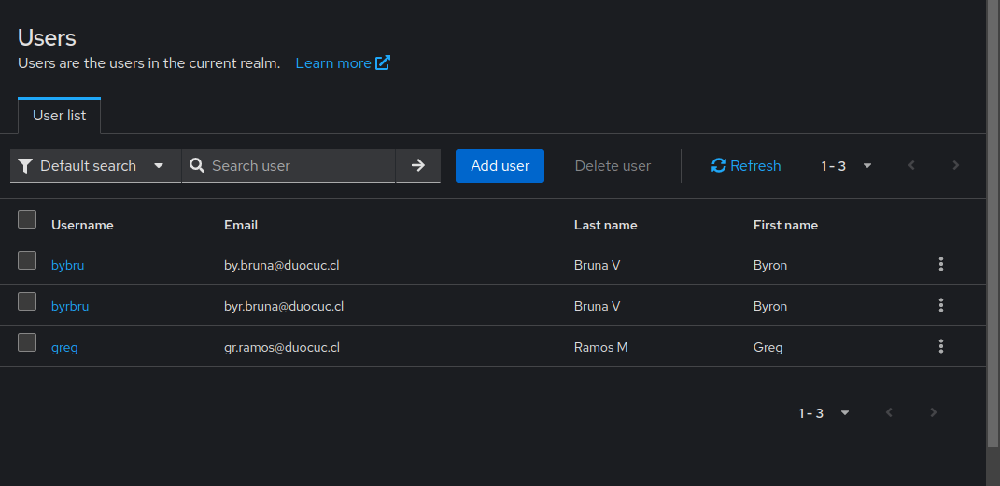 Users
Users are the users in the current realm. Learn more
User list
Default search Search user Add user Delete user Refresh 1 - 3
Username Email Last name First name
bybru by.bruna@duocuc.cl Bruna V Byron
byrbru byr.bruna@duocuc.cl Bruna V Byron
greg gr.ramos@duocuc.cl Ramos M Greg
1 - 3